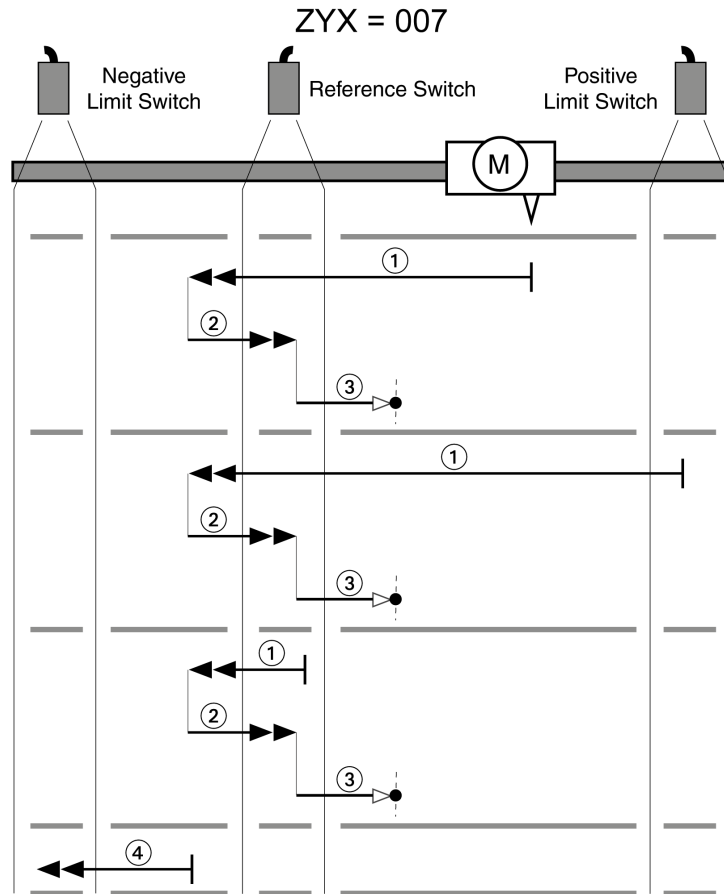 ZYX = 007
Negative
Limit Switch
Reference Switch
Positive
Limit Switch
M
1
2
3
1
2
3
1
2
3
4